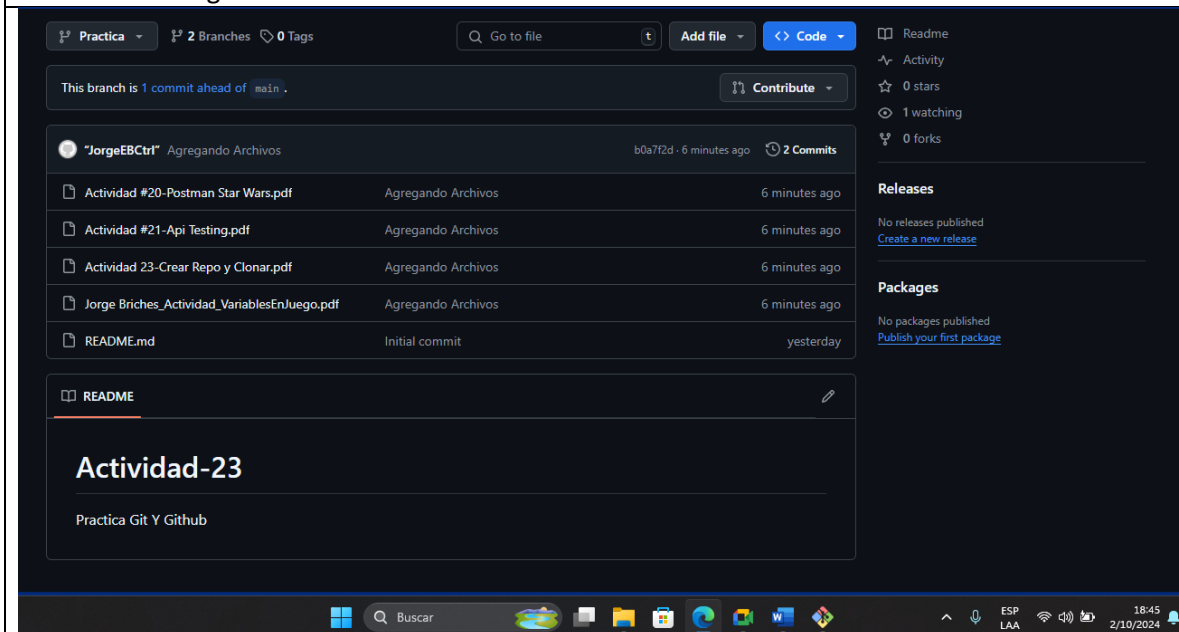 Practica 2 Branches 0 Tags Go to file t Add file Code
This branch is 1 commit ahead of main .
Contribute
"JorgeEBCtrl" Agregando Archivos b0a7f2d · 6 minutes ago 2 Commits
Actividad #20-Postman Star Wars.pdf Agregando Archivos 6 minutes ago
Actividad #21-Api Testing.pdf Agregando Archivos 6 minutes ago
Actividad 23-Crear Repo y Clonar.pdf Agregando Archivos 6 minutes ago
Jorge Briches_Actividad_VariablesEnJuego.pdf Agregando Archivos 6 minutes ago
README.md Initial commit yesterday
README
Actividad-23
Practica Git Y Github
Readme
Activity
0 stars
1 watching
0 forks
Releases
No releases published
Create a new release
Packages
No packages published
Publish your first package
Buscar
ESP
LAA
18:45
2/10/2024